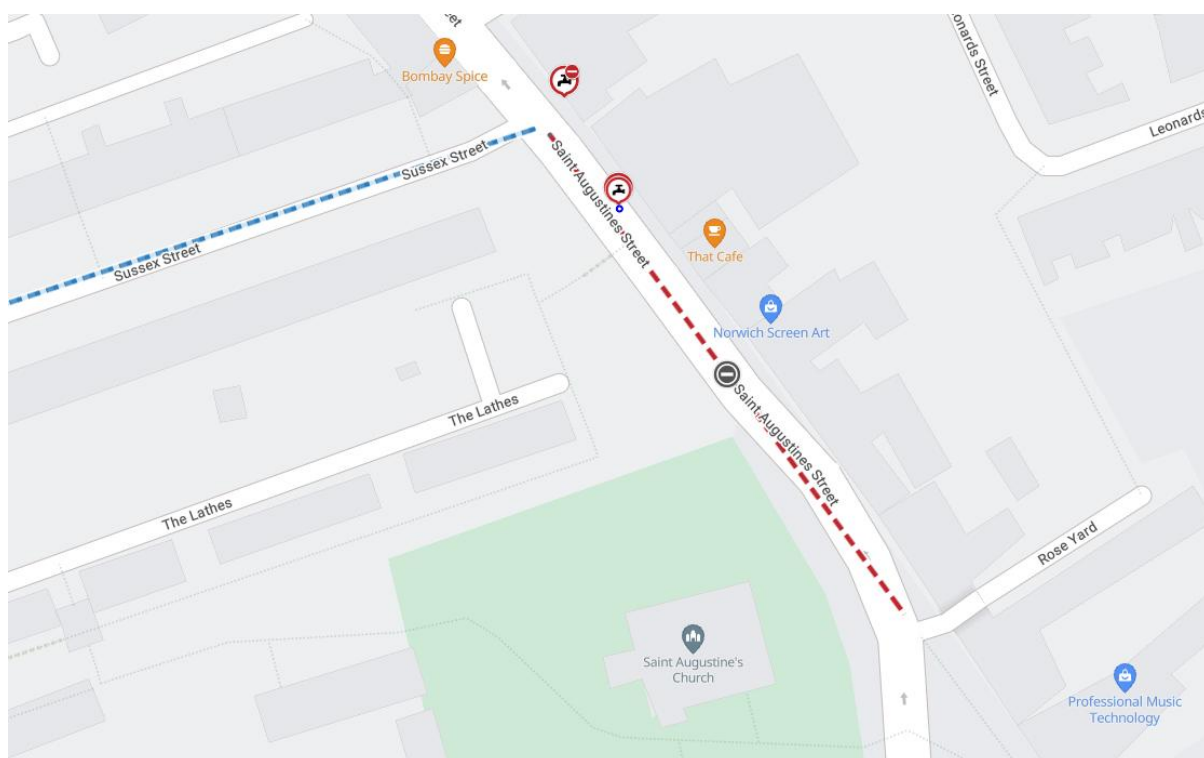 Street
Bombay Spice
Leonards Street
Leonards
Sussex Street
Saint Augustines Street
Sussex Street
That Cafe
Norwich Screen Art
The Lathes
Saint Augustines Street
The Lathes
Rose Yard
Saint Augustine's
Church
Professional Music
Technology